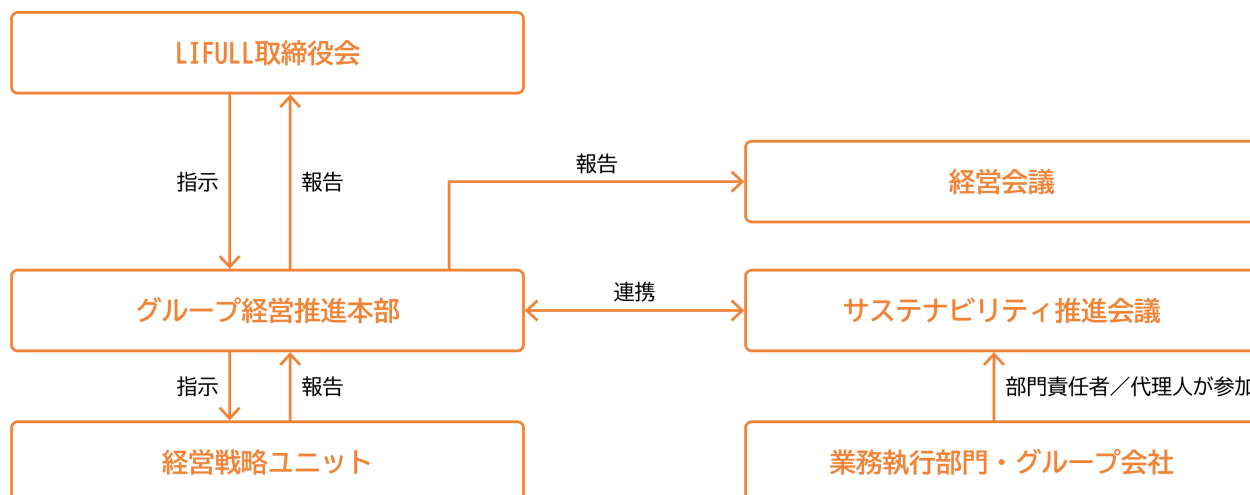 LIFULL取締役会
指示
報告
報告
経営会議
グループ経営推進本部
連携
サステナビリティ推進会議
指示
報告
部門責任者／代理人が参加
経営戦略ユニット
業務執行部門・グループ会社